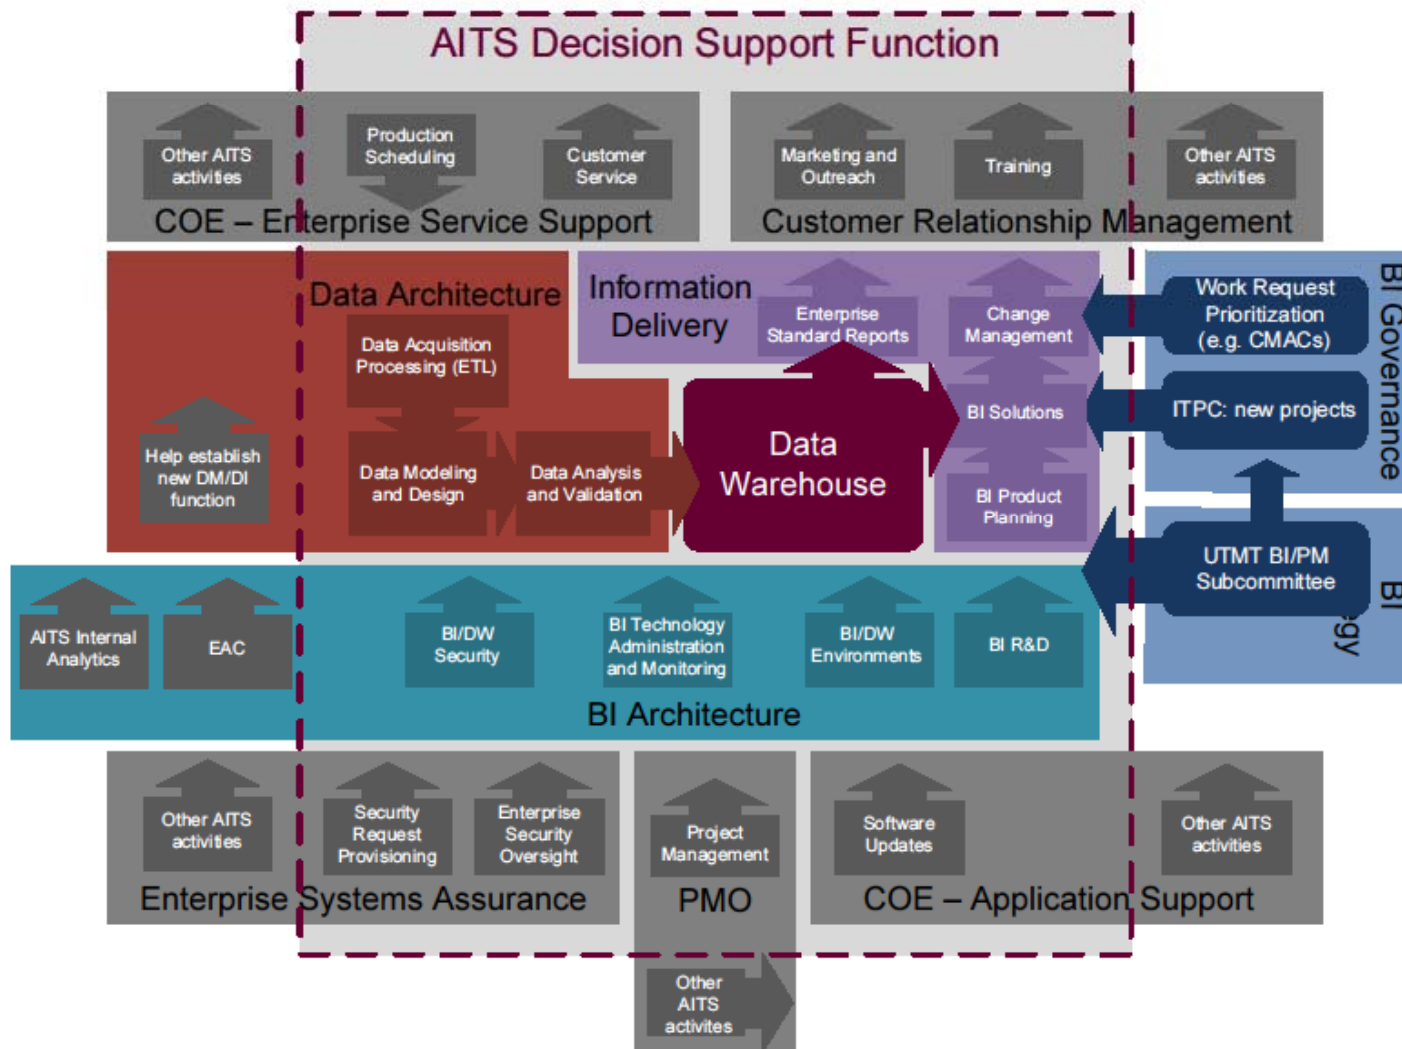 AITS Decision Support Function
Other AITS
activities
Production
Scheduling
Customer
Service
COE – Enterprise Service Support
Marketing and
Outreach
Training
Other AITS
activities
Customer Relationship Management
Data Architecture
Data Acquisition
Processing (ETL)
Help establish
new DM/DI
function
Data Modeling
and Design
Data Analysis
and Validation
Information
Delivery
Enterprise
Standard Reports
Change
Management
BI Solutions
BI Product
Planning
Data
Warehouse
Work Request
Prioritization
(e.g. CMACs)
ITPC: new projects
BI Governance
UTMT BI/PM
Subcommittee
BI
egy
AITS Internal
Analytics
EAC
BI/DW
Security
BI Technology
Administration
and Monitoring
BI/DW
Environments
BI R&D
BI Architecture
Other AITS
activities
Security
Request
Provisioning
Enterprise
Security
Oversight
Enterprise Systems Assurance
Project
Management
PMO
Other
AITS
activites
Software
Updates
Other AITS
activities
COE – Application Support